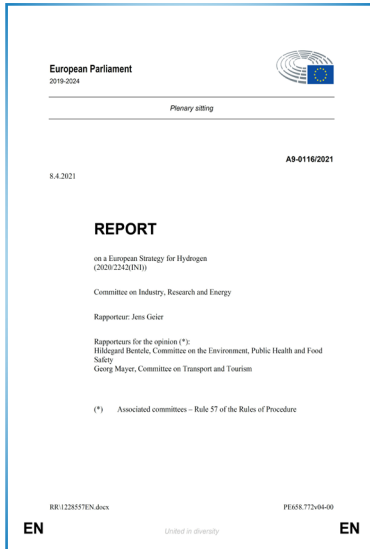 European Parliament
2019-2024
Plenary sitting
A9-0116/2021
8.4.2021
REPORT
on a European Strategy for Hydrogen
(2020/2242(INI))
Committee on Industry, Research and Energy
Rapporteur: Jens Geier
Rapporteurs for the opinion (*):
Hildegard Bentele, Committee on the Environment, Public Health and Food
Safety
Georg Mayer, Committee on Transport and Tourism
(*) Associated committees – Rule 57 of the Rules of Procedure
RR\1228557EN.docx
PE658.772v04-00
EN
United in diversity
EN